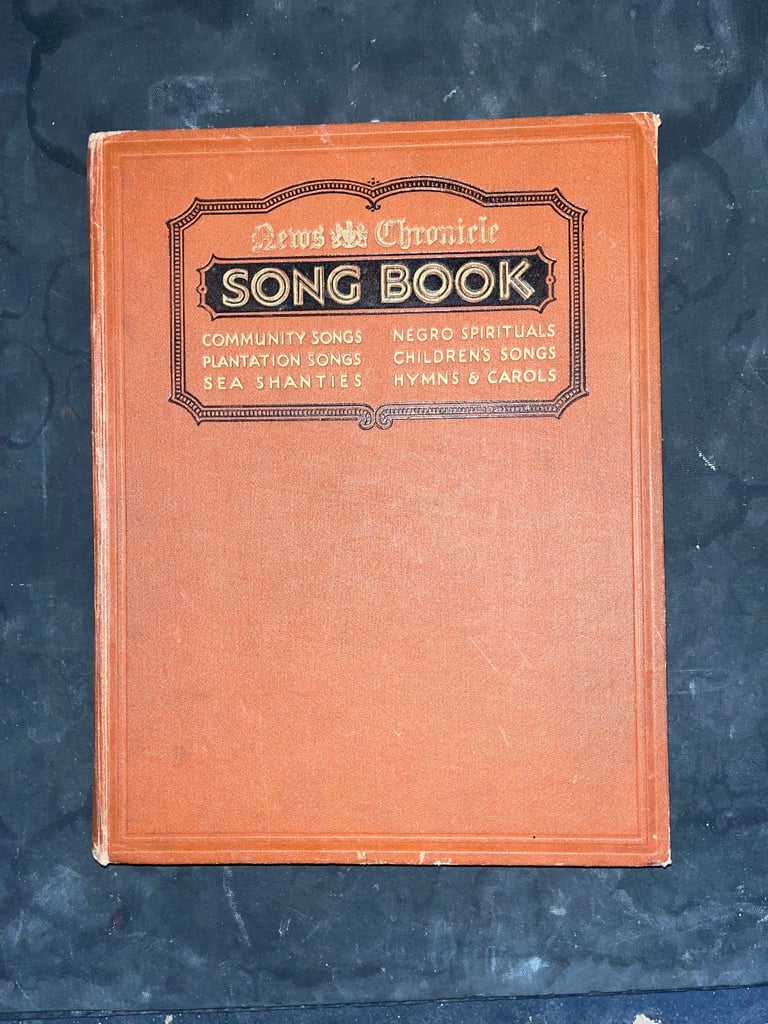 News Chronicle
SONG BOOK
COMMUNITY SONGS
PLANTATION SONGS
SEA SHANTIES
NEGRO SPIRITUALS
CHILDREN'S SONGS
HYMNS & CAROLS